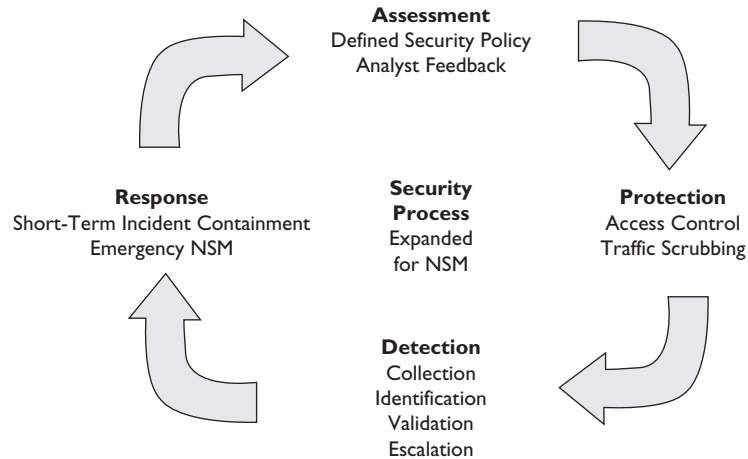 Assessment
Defined Security Policy
Analyst Feedback
Response
Short-Term Incident Containment
Emergency NSM
Security
Process
Expanded
for NSM
Protection
Access Control
Traffic Scrubbing
Detection
Collection
Identification
Validation
Escalation